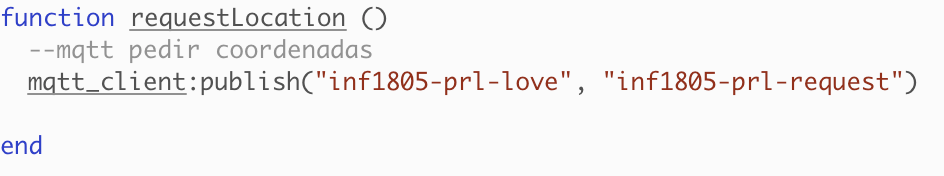 function requestLocation ()
--mqtt pedir coordenadas
mqtt_client:publish("inf1805-prl-love", "inf1805-prl-request")
end